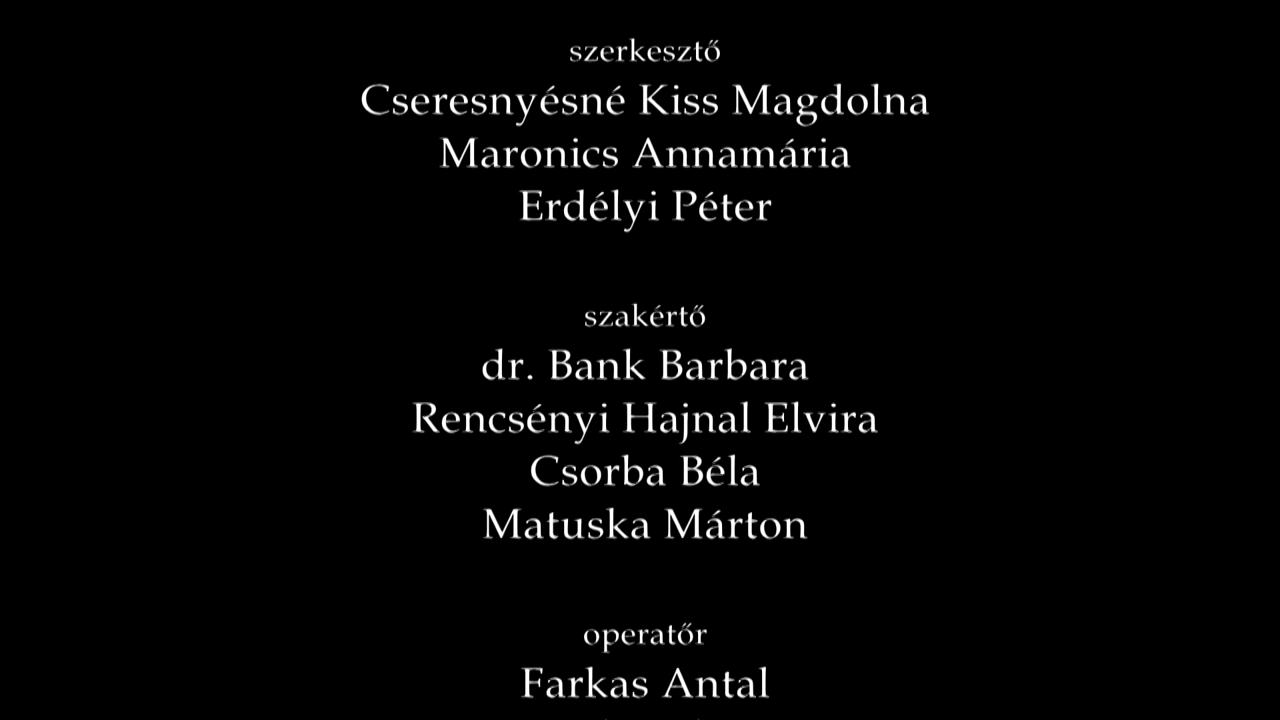 szerkesztő
Cseresnyésné Kiss Magdolna
Maronics Annamária
Erdélyi Péter
szakértő
dr. Bank Barbara
Rencsényi Hajnal Elvira
Csorba Béla
Matuska Márton
operatőr
Farkas Antal